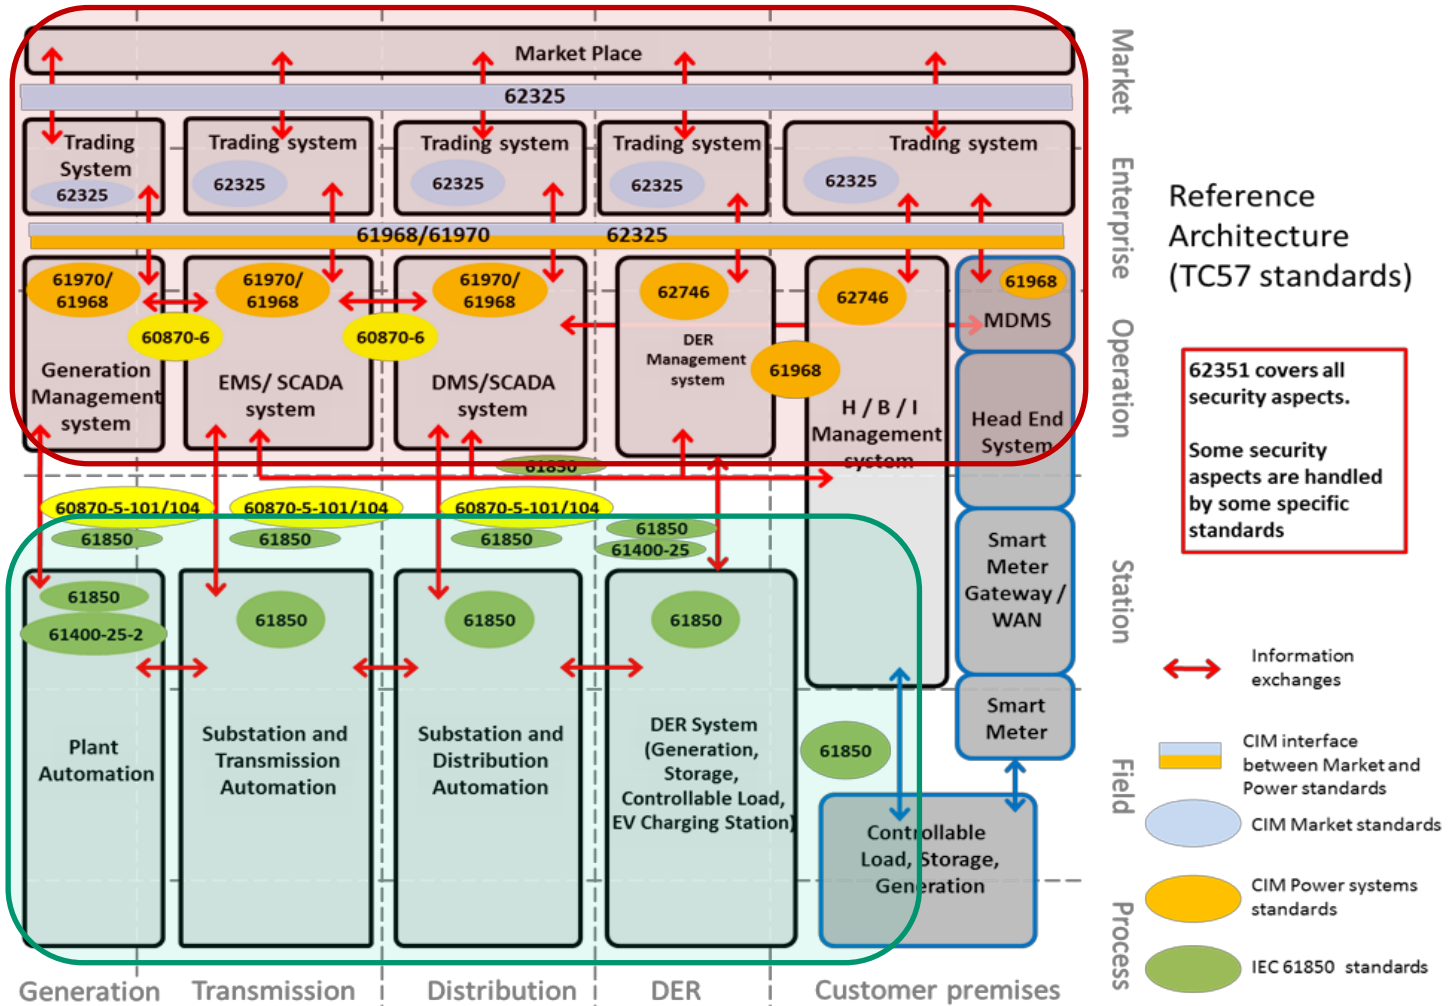 Market Place
62325
Trading
System
62325
Trading system
62325
Trading system
62325
Trading system
62325
Trading system
62325
61968/61970
62325
61970/
61968
61970/
61968
61970/
61968
62746
62746
61968
MDMS
60870-6
60870-6
61968
Generation
Management
system
EMS/ SCADA
system
DMS/SCADA
system
DER
Management
system
H / B / I
Management
system
Head End
System
61850
60870-5-101/104
61850
60870-5-101/104
61850
60870-5-101/104
61850
61850
61400-25
Smart
Meter
Gateway /
WAN
61850
61400-25-2
61850
61850
61850
Plant
Automation
Substation and
Transmission
Automation
Substation and
Distribution
Automation
DER System
(Generation,
Storage,
Controllable Load,
EV Charging Station)
61850
Smart
Meter
Controllable
Load, Storage,
Generation
Generation
Transmission
Distribution
DER
Customer premises
Market
Enterprise
Operation
Station
Field
Process
Reference
Architecture
(TC57 standards)
62351 covers all
security aspects.
Some security
aspects are handled
by some specific
standards
Information
exchanges
CIM interface
between Market and
Power standards
CIM Market standards
CIM Power systems
standards
IEC 61850 standards